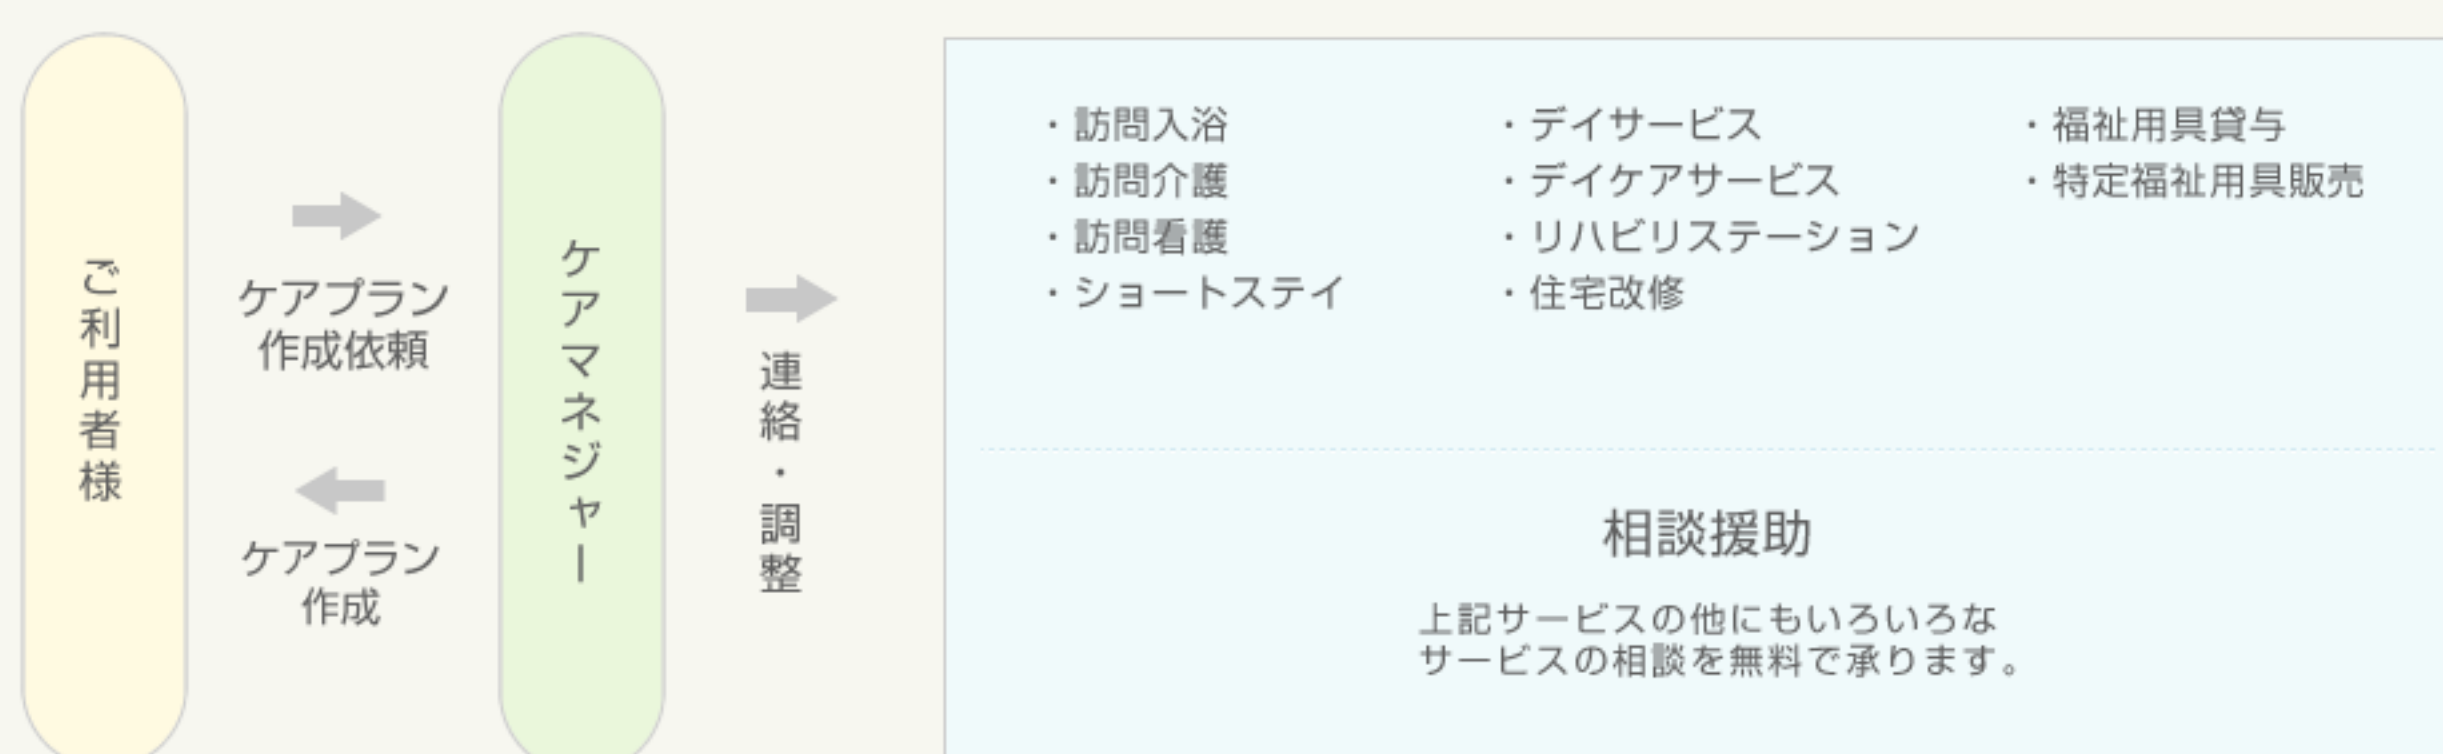 ご利用者様
ケアプラン
作成依頼
ケアプラン
作成
ケアマネジャー
連絡・調整
・訪問入浴
・訪問介護
・訪問看護
・ショートステイ
・デイサービス
・デイケアサービス
・リハビリステーション
・住宅改修
・福祉用具貸与
・特定福祉用具販売
相談援助
上記サービスの他にもいろいろな
サービスの相談を無料で承ります。